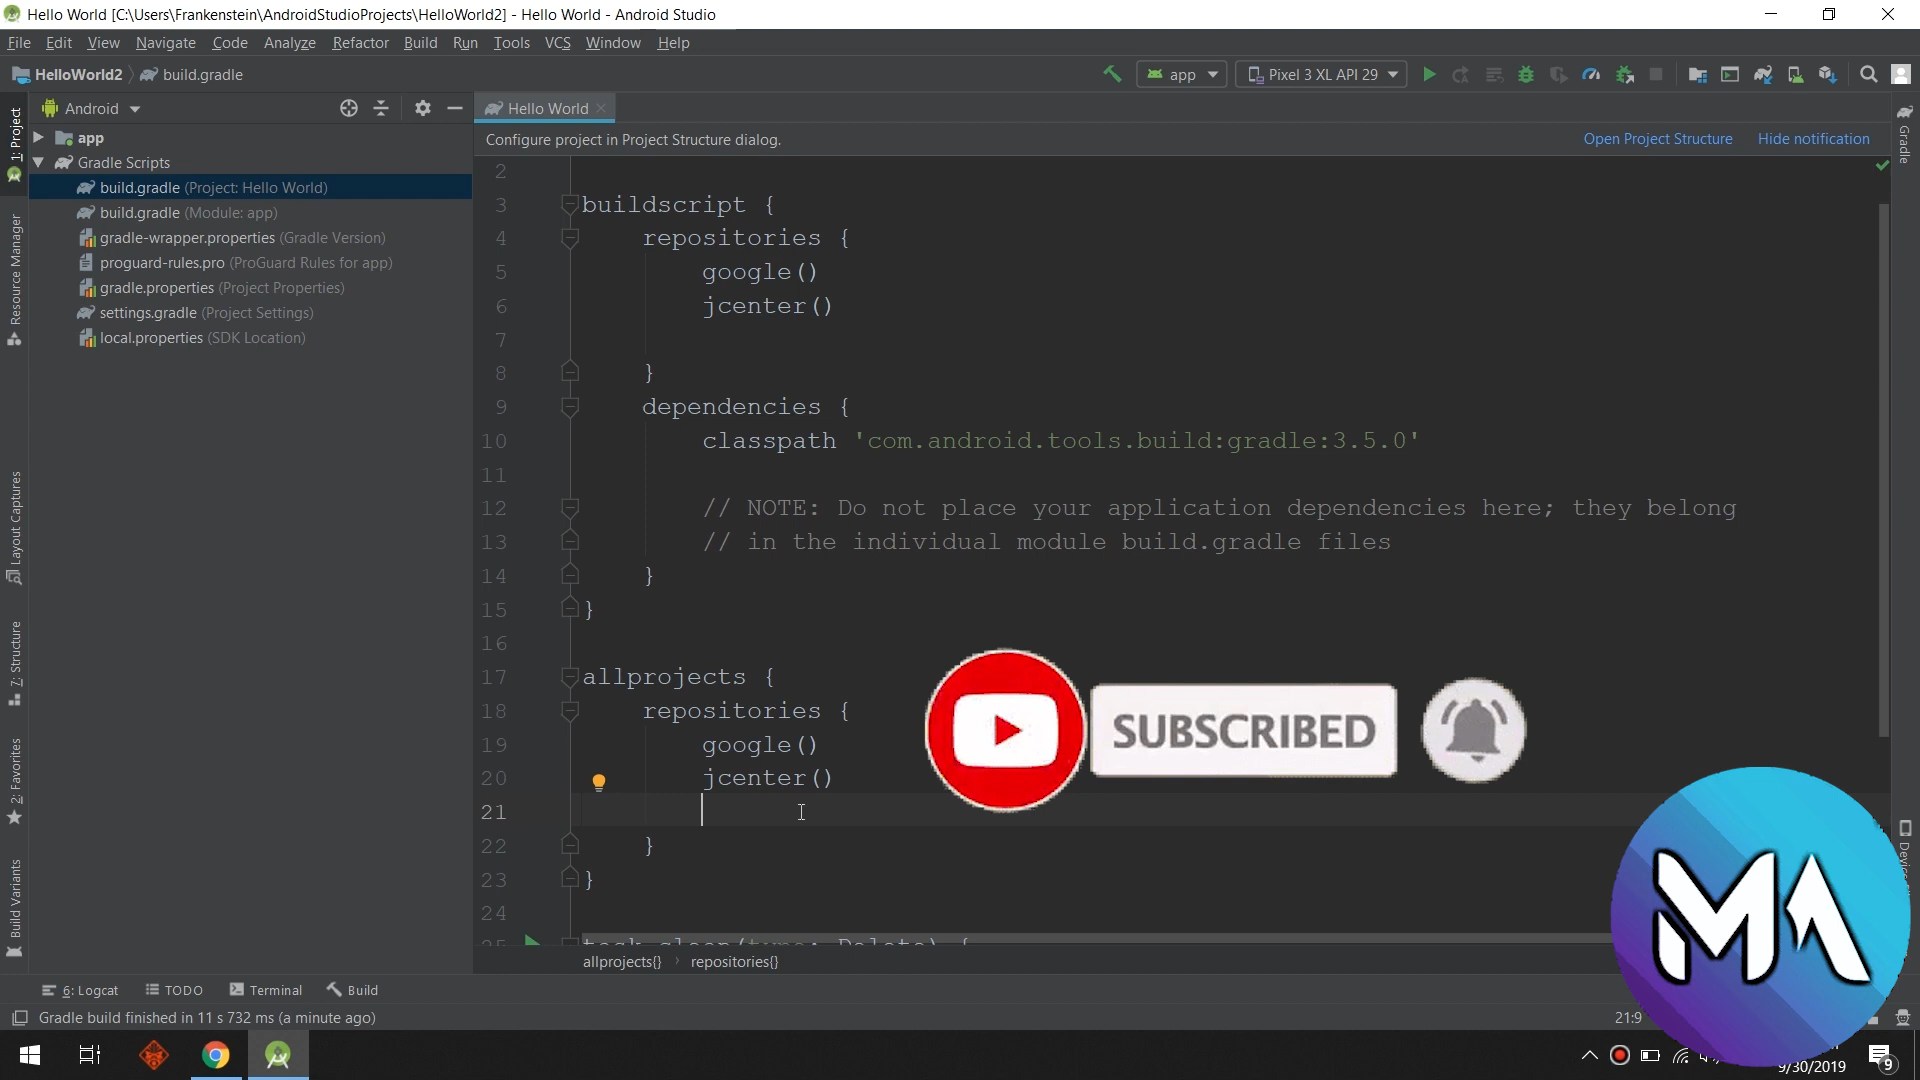 Hello World [C:\Users\Frankenstein\AndroidStudioProjects\HelloWorld2] - Hello World - Android Studio
File Edit View Navigate Code Analyze Refactor Build Run Tools VCS Window Help
HelloWorld2 build.gradle app Pixel 3 XL API 29
Android
Hello World
1: Project
Resource Manager
Layout Captures
7: Structure
2: Favorites
Build Variants
app
Gradle Scripts
build.gradle (Project: Hello World)
build.gradle (Module: app)
gradle-wrapper.properties (Gradle Version)
proguard-rules.pro (ProGuard Rules for app)
gradle.properties (Project Properties)
settings.gradle (Project Settings)
local.properties (SDK Location)
Configure project in Project Structure dialog. Open Project Structure Hide notification
Gradle
2
3 buildscript {
4 repositories {
5 google()
6 jcenter()
7
8 }
9 dependencies {
10 classpath 'com.android.tools.build:gradle:3.5.0'
11
12 // NOTE: Do not place your application dependencies here; they belong
13 // in the individual module build.gradle files
14 }
15 }
16
17 allprojects {
18 repositories {
19 google()
20 jcenter()
21
22 }
23 }
24
25 task clean(type: Delete) {
SUBSCRIBED
MA
allprojects{} repositories{}
6: Logcat TODO Terminal Build
Gradle build finished in 11 s 732 ms (a minute ago) 21:9
9/30/2019
9